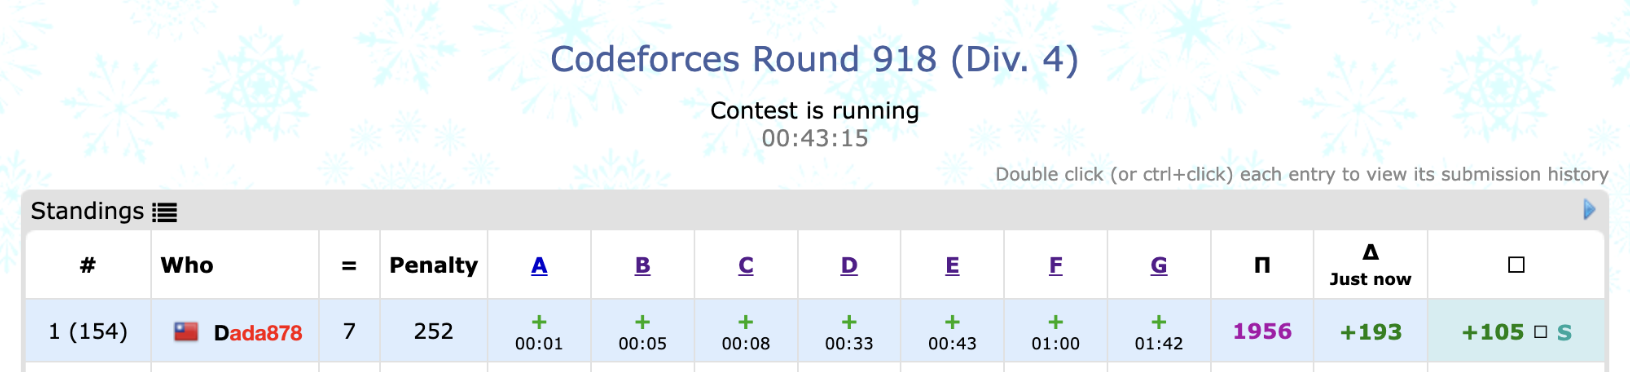 Codeforces Round 918 (Div. 4)
Contest is running
00:43:15
Double click (or ctrl+click) each entry to view its submission history
Standings
# Who = Penalty A B C D E F G Π Δ Just now □
1 (154) Dada878 7 252 + 00:01 + 00:05 + 00:08 + 00:33 + 00:43 + 01:00 + 01:42 1956 +193 +105 □ S